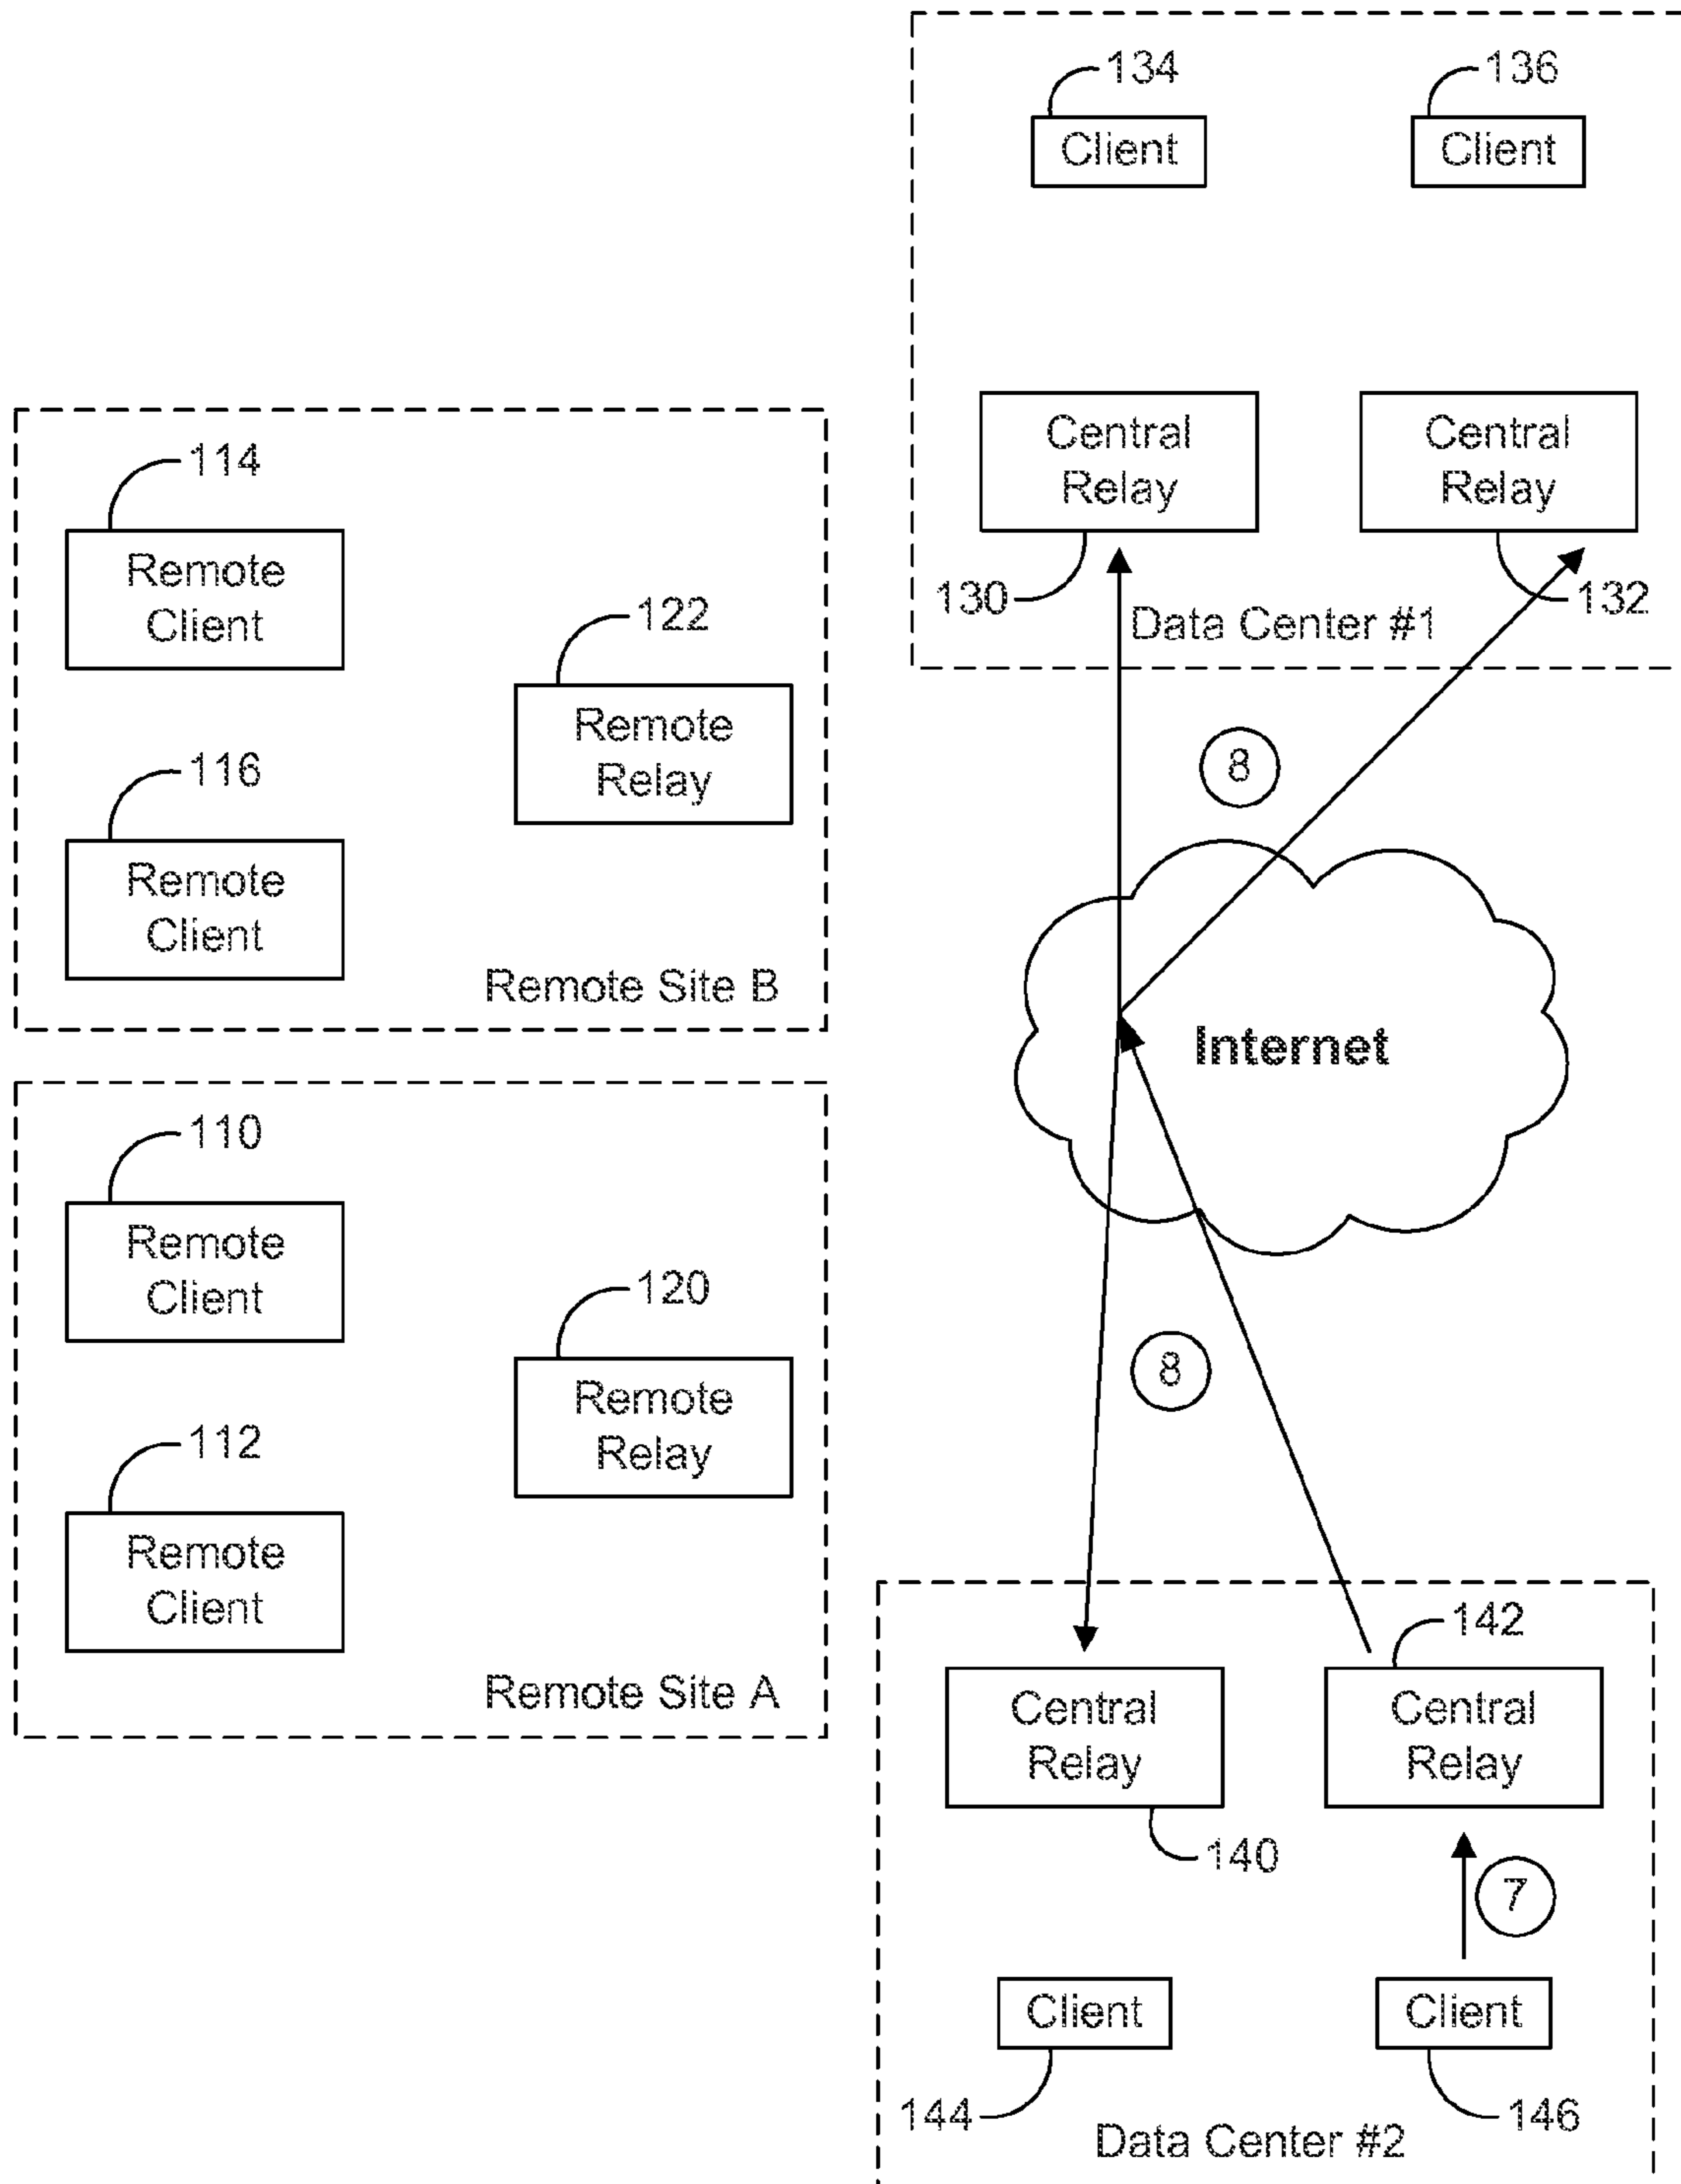 134
136
Client
Client
Central
Relay
Central
Relay
130
132
Data Center #1
114
Remote
Client
122
Remote
Relay
116
Remote
Client
Remote Site B
8
Internet
110
Remote
Client
120
Remote
Relay
112
Remote
Client
Remote Site A
8
142
Central
Relay
Central
Relay
140
7
Client
Client
144
146
Data Center #2